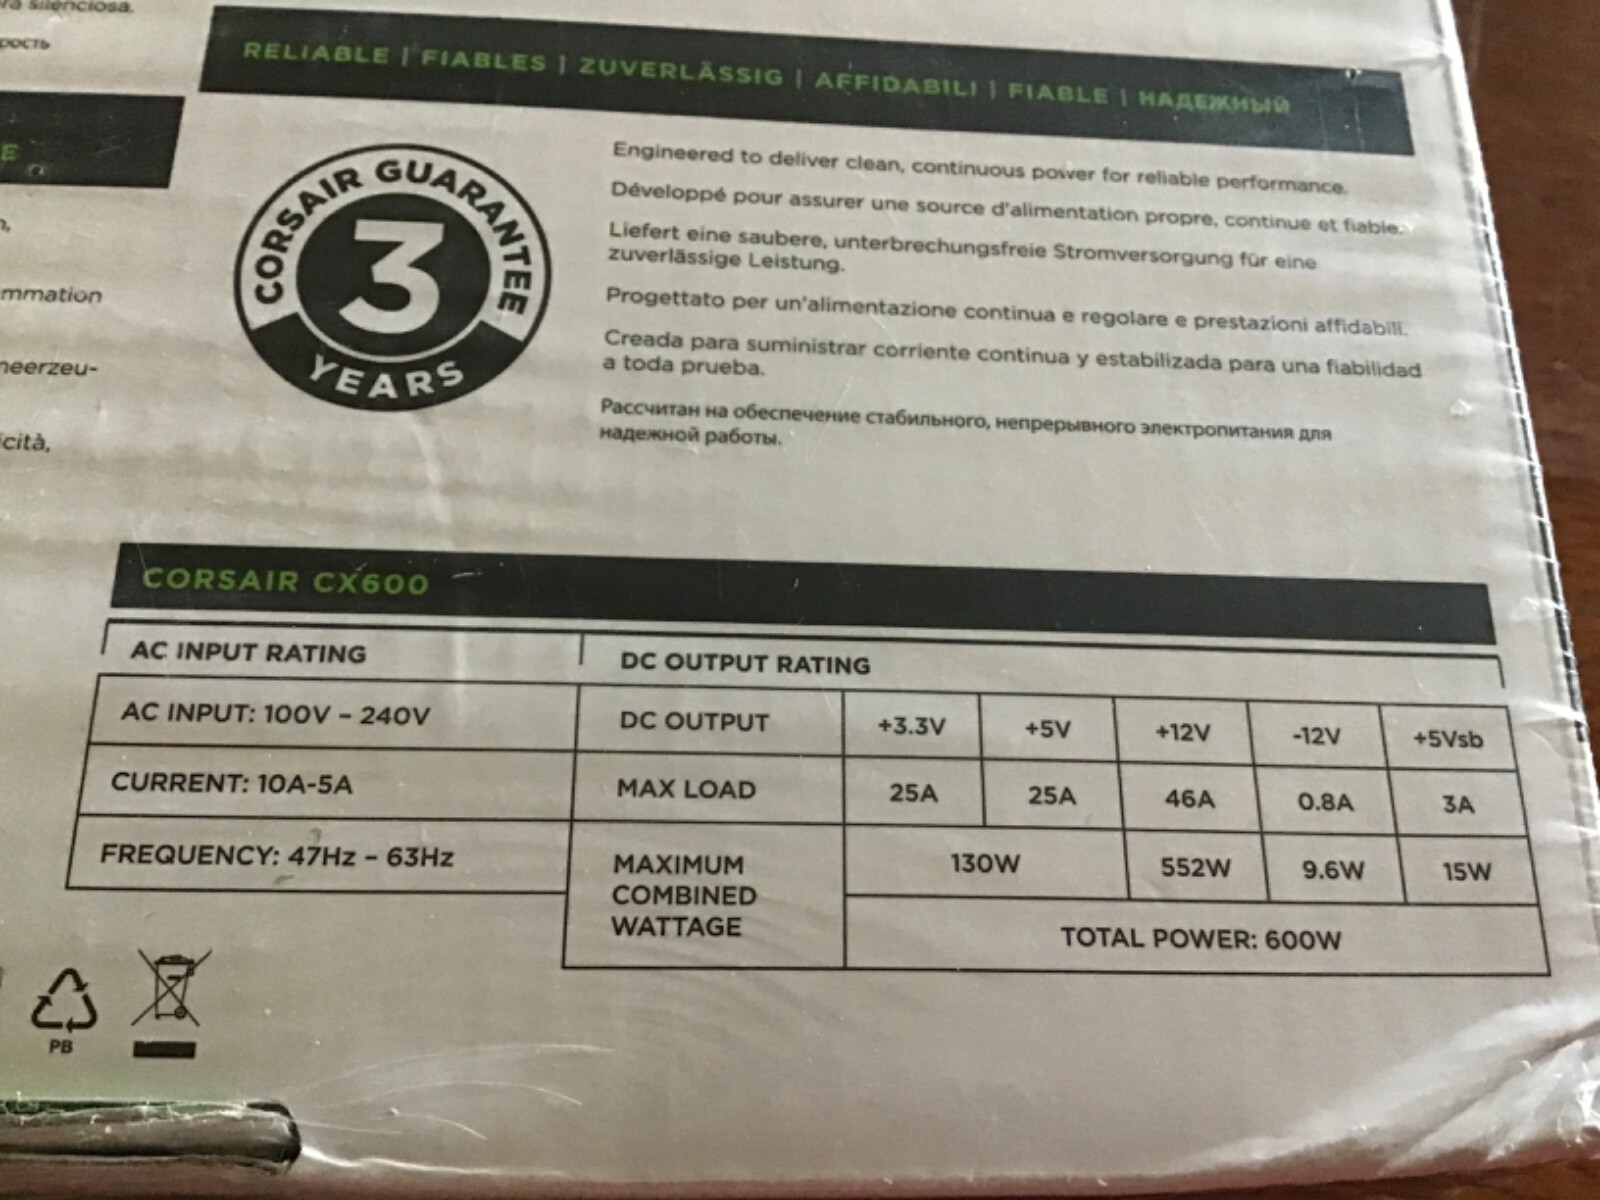 silenciosa.
RELIABLE | FIABLES | ZUVERLÄSSIG | AFFIDABILI | FIABLE | НАДЕЖНЫЙ
E
CORSAIR GUARANTEE
3
YEARS
Engineered to deliver clean, continuous power for reliable performance.
Développé pour assurer une source d'alimentation propre, continue et fiable.
Liefert eine saubere, unterbrechungsfreie Stromversorgung für eine
zuverlässige Leistung.
Progettato per un'alimentazione continua e regolare e prestazioni affidabili.
Creada para suministrar corriente continua y estabilizada para una fiabilidad
a toda prueba.
Рассчитан на обеспечение стабильного, непрерывного электропитания для
надежной работы.
mmation
neerzeu-
icità,
CORSAIR CX600
AC INPUT RATING
DC OUTPUT RATING
AC INPUT: 100V – 240V
DC OUTPUT +3.3V +5V +12V -12V +5Vsb
CURRENT: 10A-5A
MAX LOAD 25A 25A 46A 0.8A 3A
FREQUENCY: 47Hz – 63Hz
MAXIMUM
COMBINED
WATTAGE
130W 552W 9.6W 15W
TOTAL POWER: 600W
PB